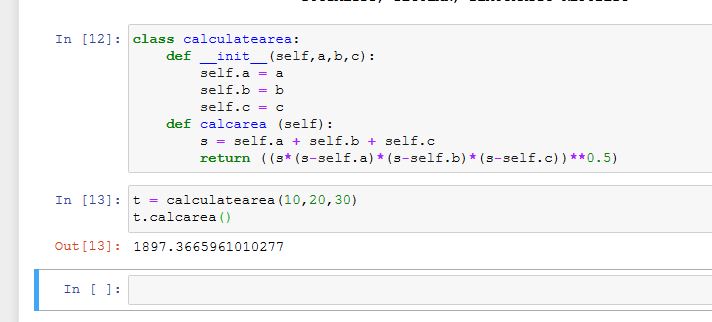 In [12]: class calculatearea:
    def __init__(self,a,b,c):
        self.a = a
        self.b = b
        self.c = c
    def calcarea (self):
        s = self.a + self.b + self.c
        return ((s*(s-self.a)*(s-self.b)*(s-self.c))**0.5)
In [13]: t = calculatearea(10,20,30)
t.calcarea()
Out[13]: 1897.3665961010277
In [ ]: